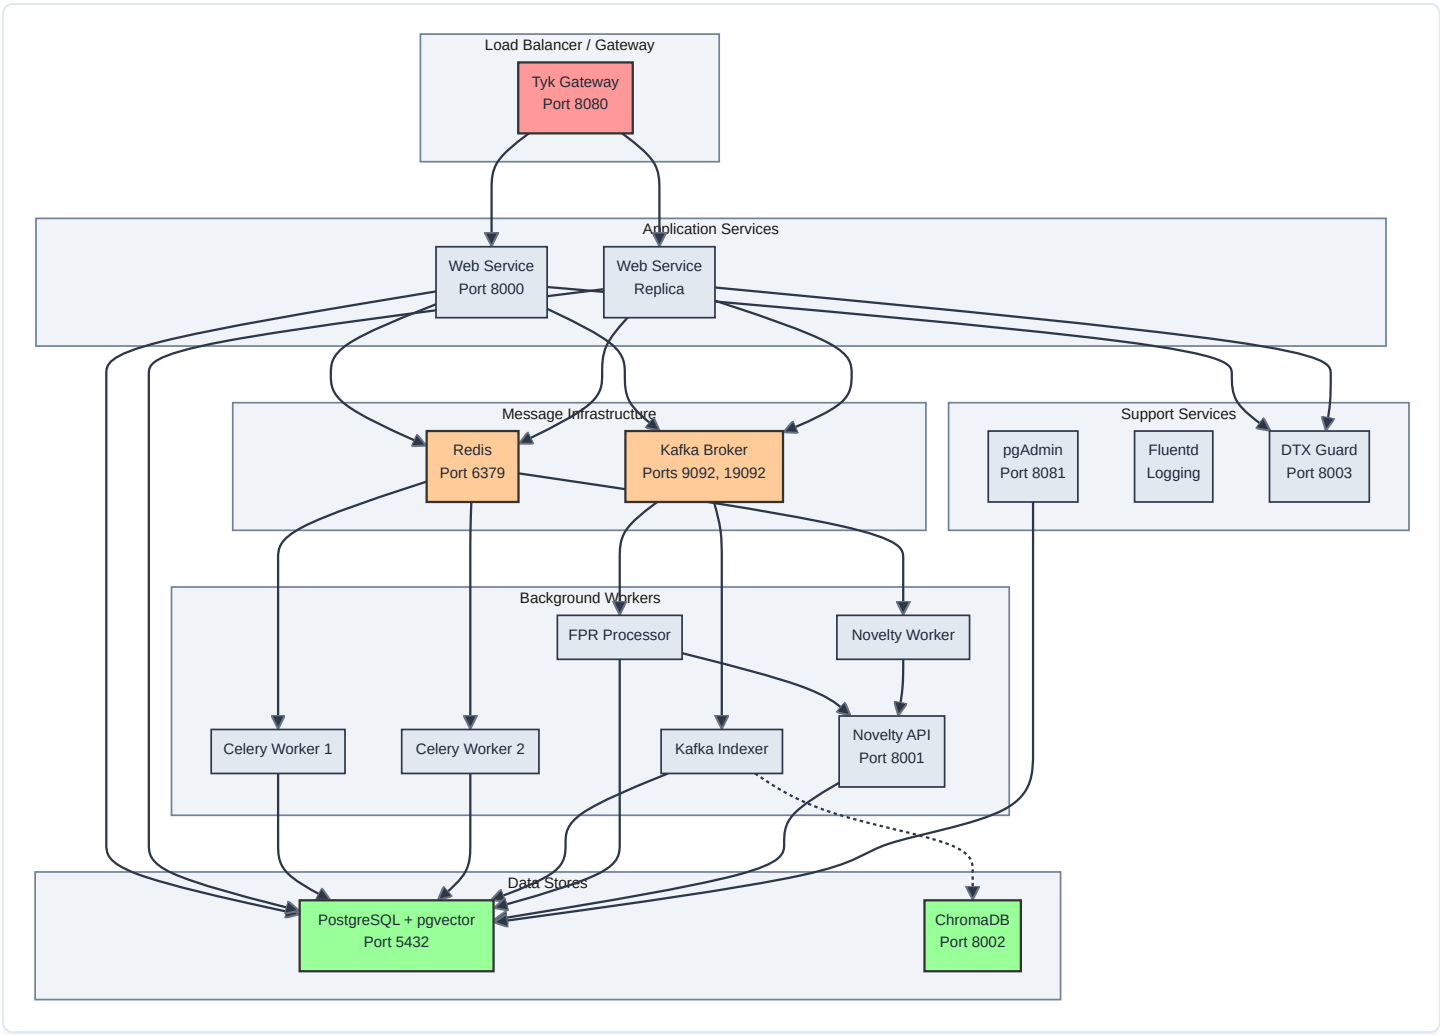 Load Balancer / Gateway
Tyk Gateway
Port 8080
Application Services
Web Service
Port 8000
Web Service
Replica
Message Infrastructure
Redis
Port 6379
Kafka Broker
Ports 9092, 19092
Support Services
pgAdmin
Port 8081
Fluentd
Logging
DTX Guard
Port 8003
Background Workers
FPR Processor
Novelty Worker
Celery Worker 1
Celery Worker 2
Kafka Indexer
Novelty API
Port 8001
Data Stores
PostgreSQL + pgvector
Port 5432
ChromaDB
Port 8002